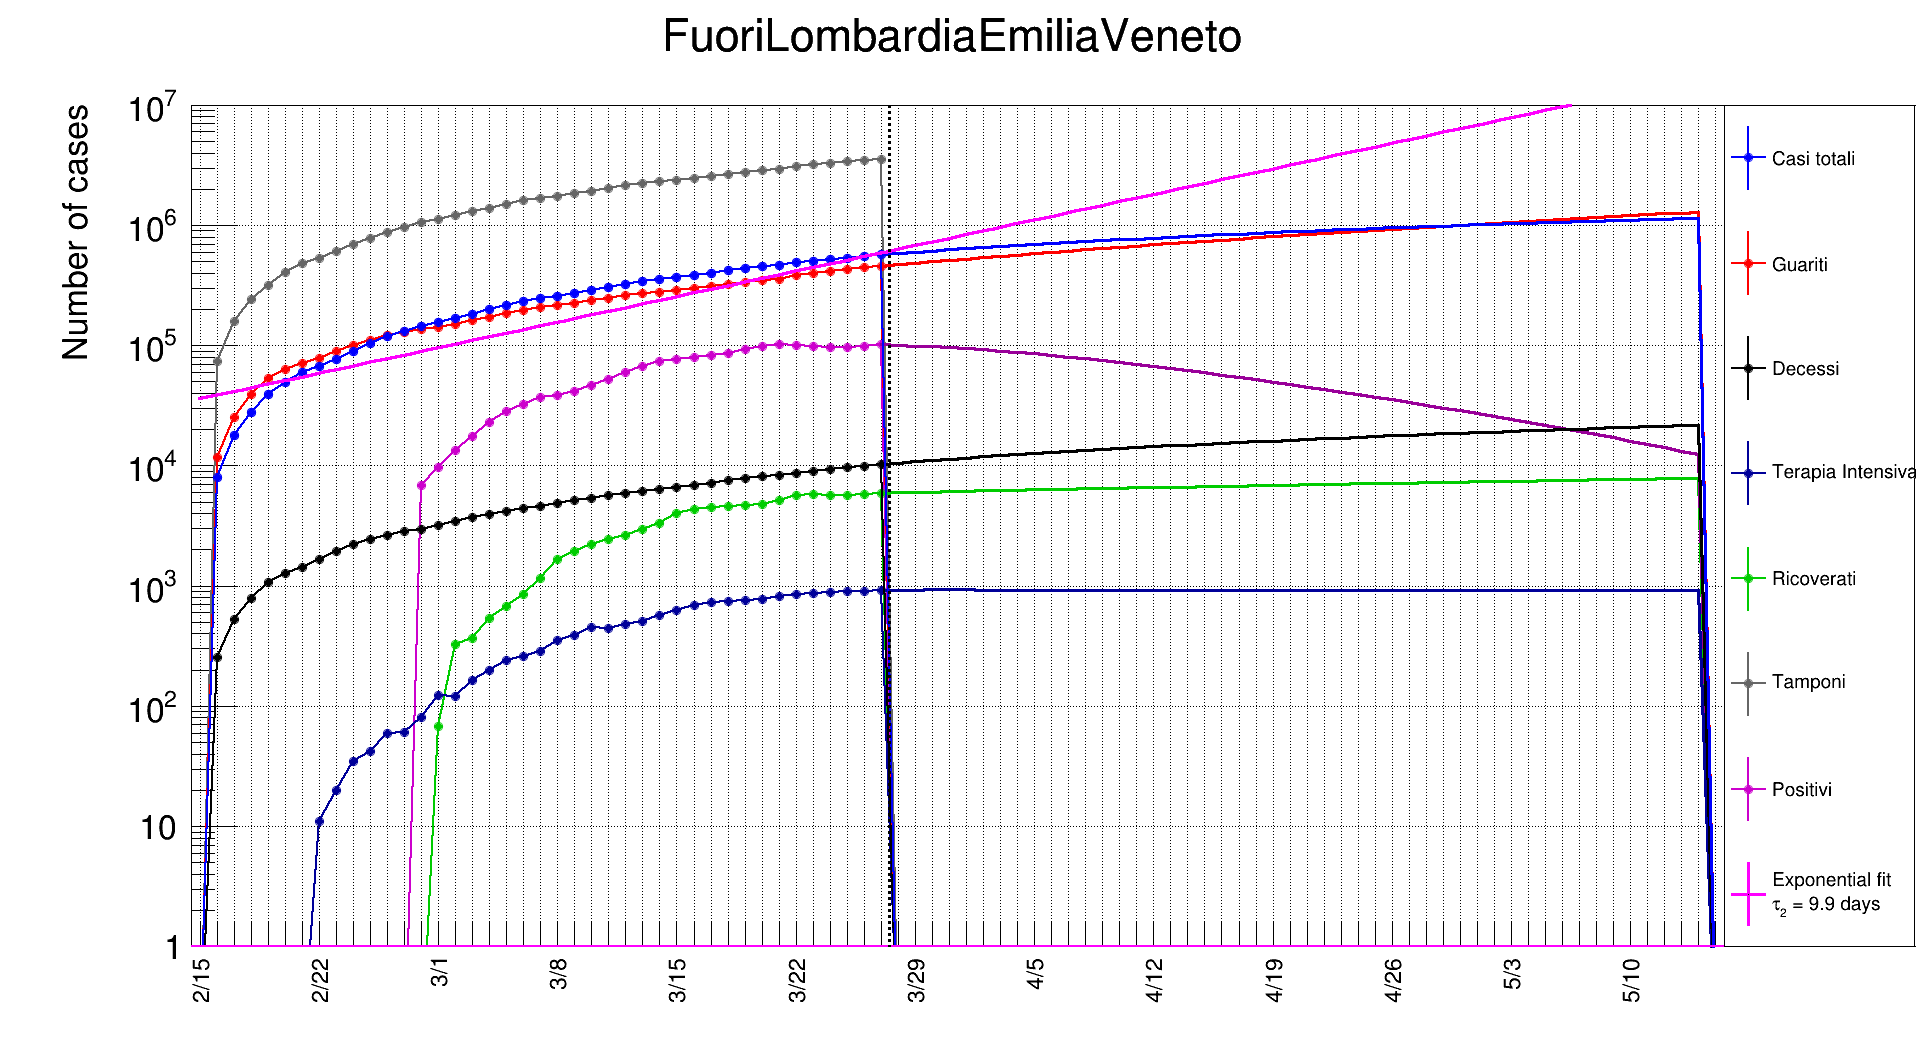 FuoriLombardiaEmiliaVeneto
Number of cases
10^7
10^6
10^5
10^4
10^3
10^2
10
1
2/15 2/22 3/1 3/8 3/15 3/22 3/29 4/5 4/12 4/19 4/26 5/3 5/10
Casi totali
Guariti
Decessi
Terapia Intensiva
Ricoverati
Tamponi
Positivi
Exponential fit
τ_2 = 9.9 days